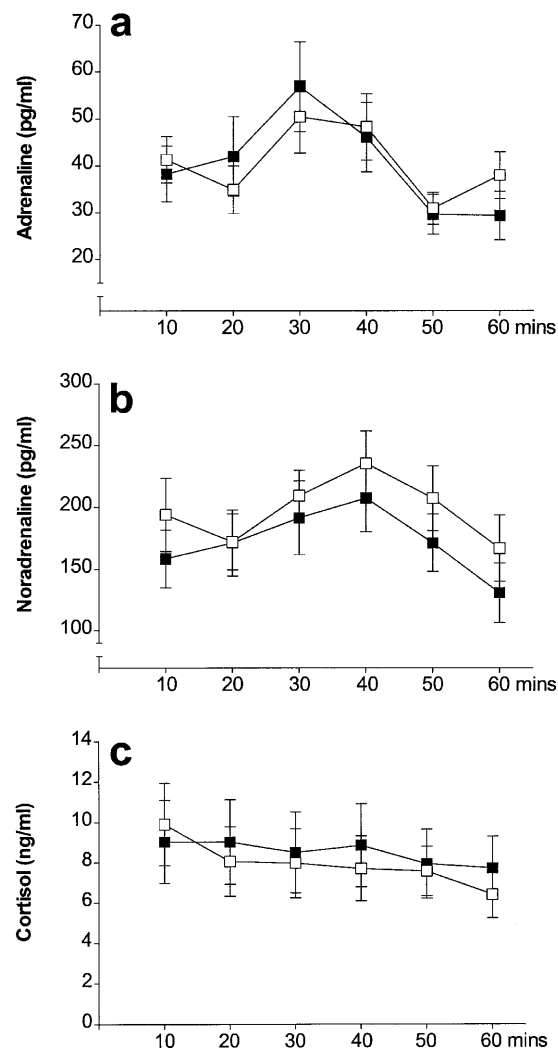 a
Adrenaline (pg/ml)
70
60
50
40
30
20
10 20 30 40 50 60 mins
b
Noradrenaline (pg/ml)
300
250
200
150
100
10 20 30 40 50 60 mins
c
Cortisol (ng/ml)
14
12
10
8
6
4
2
0
10 20 30 40 50 60 mins